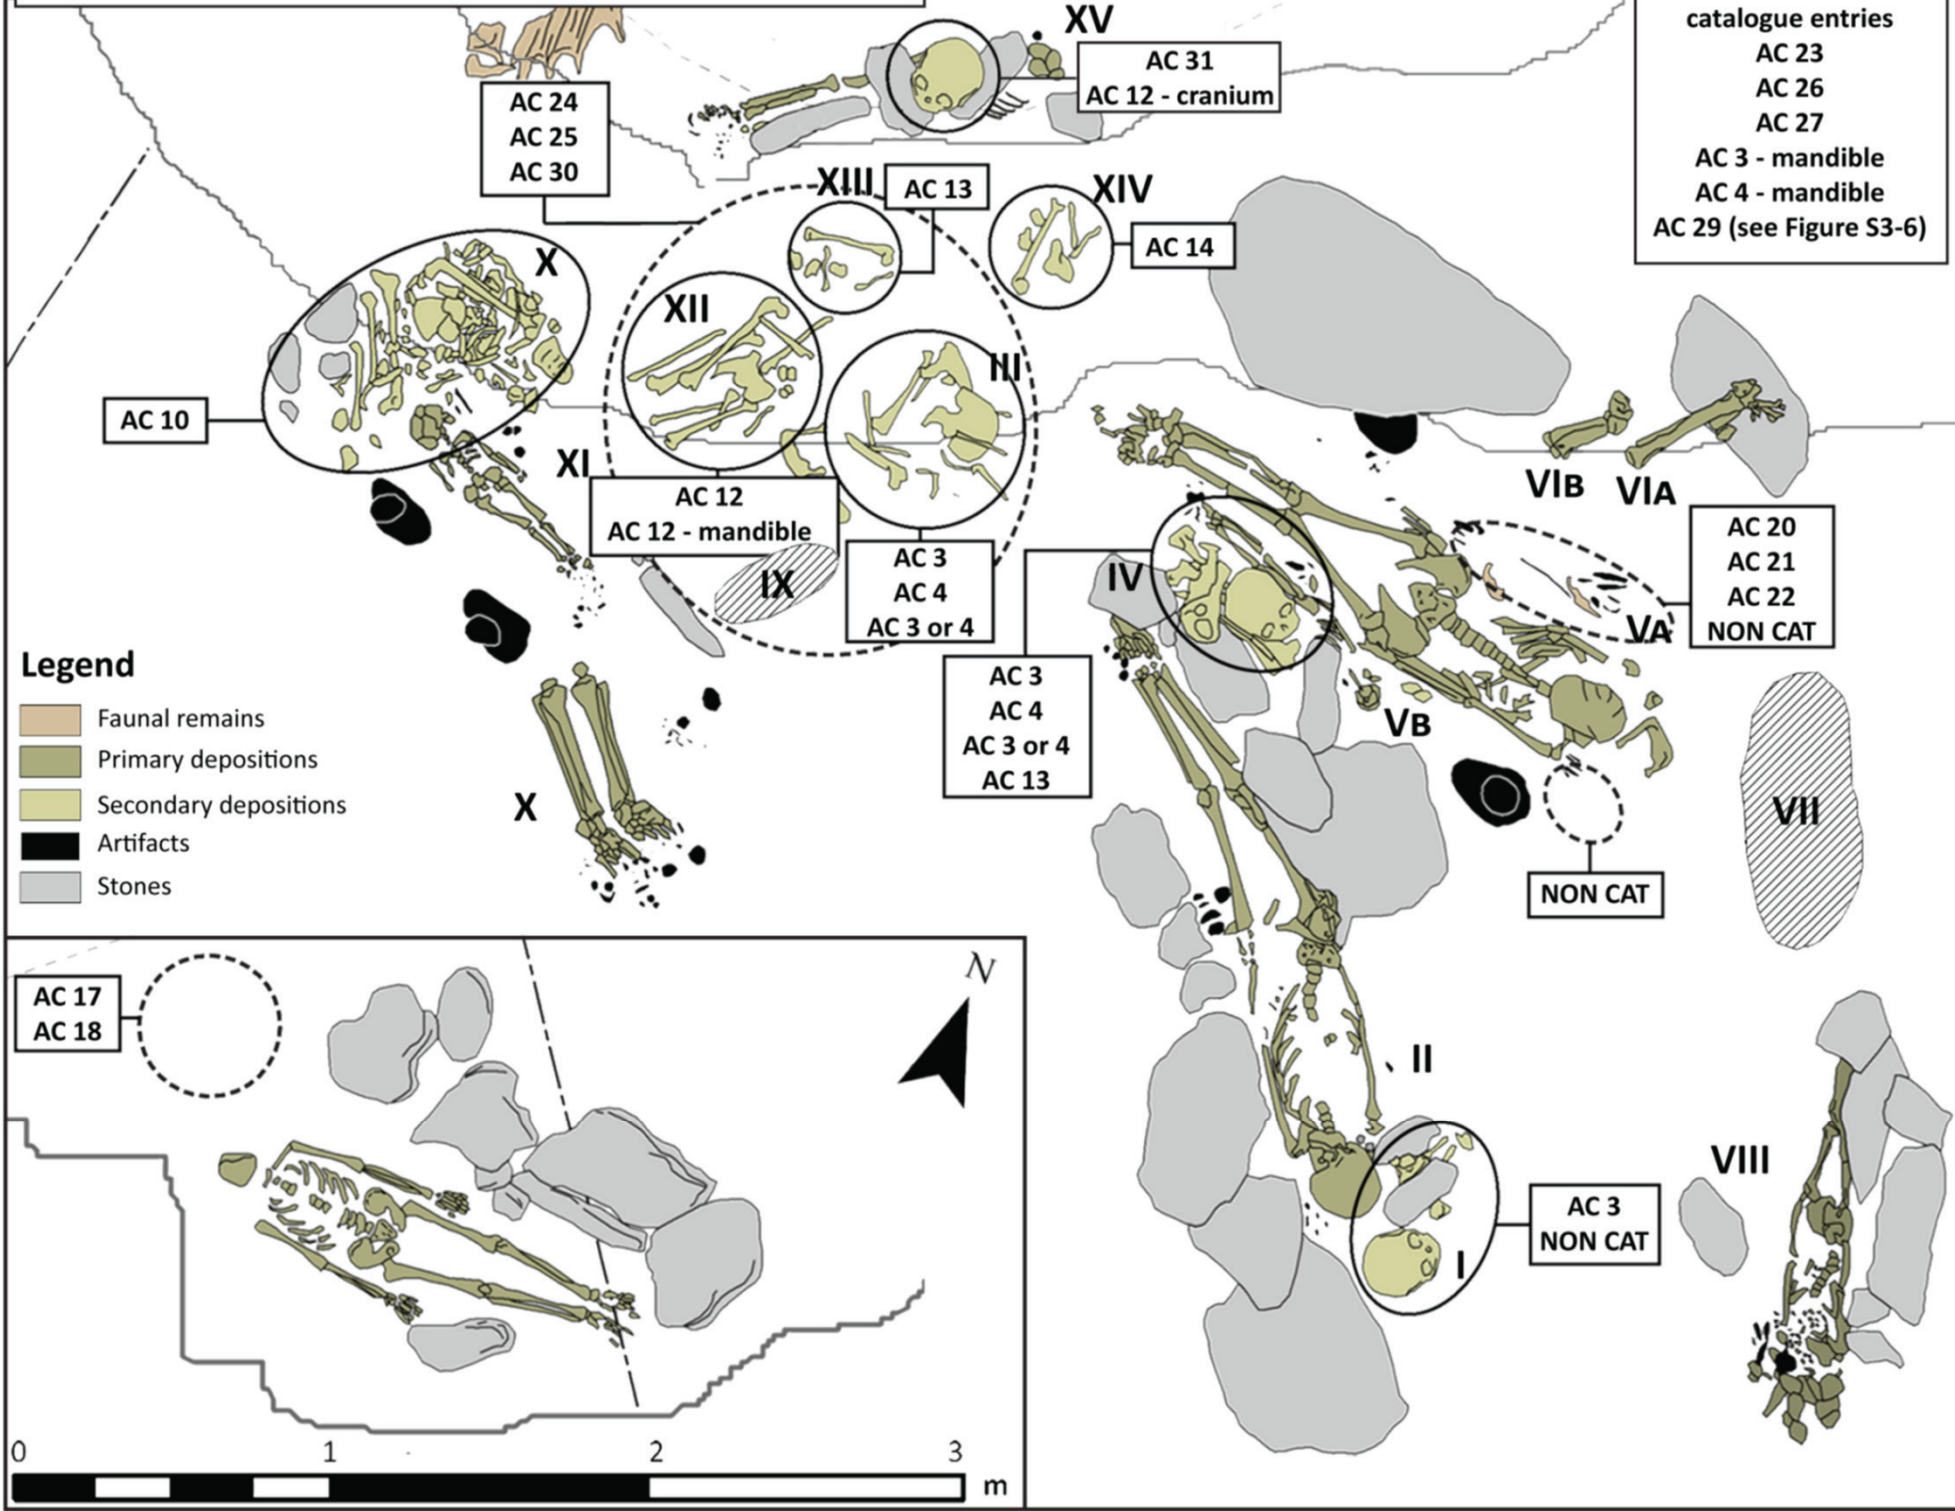 XV
AC 31
AC 12 - cranium
catalogue entries
AC 23
AC 26
AC 27
AC 3 - mandible
AC 4 - mandible
AC 29 (see Figure S3-6)
AC 24
AC 25
AC 30
XIII
AC 13
XIV
AC 14
X
XII
III
AC 10
XI
AC 12
AC 12 - mandible
IX
AC 3
AC 4
AC 3 or 4
VIB
VIA
IV
AC 20
AC 21
AC 22
NON CAT
VA
AC 3
AC 4
AC 3 or 4
AC 13
VB
VII
NON CAT
Legend
Faunal remains
Primary depositions
Secondary depositions
Artifacts
Stones
X
AC 17
AC 18
N
II
VIII
AC 3
NON CAT
I
0 1 2 3
m